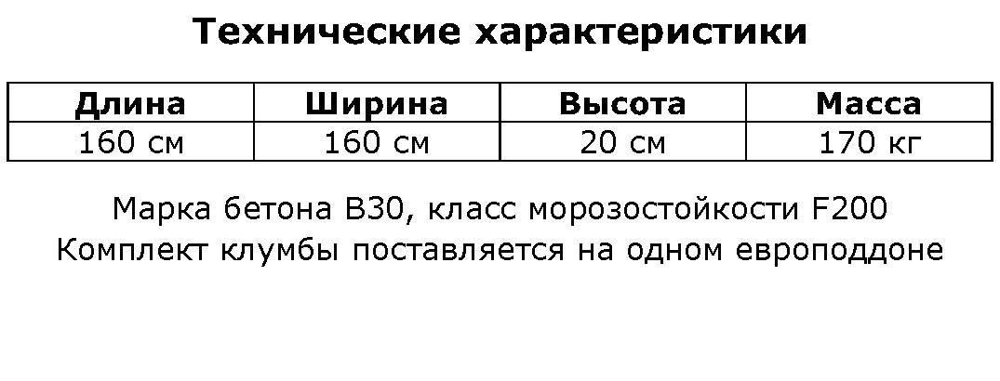 Технические характеристики
Длина Ширина Высота Масса
160 см 160 см 20 см 170 кг
Марка бетона В30, класс морозостойкости F200
Комплект клумбы поставляется на одном европоддоне